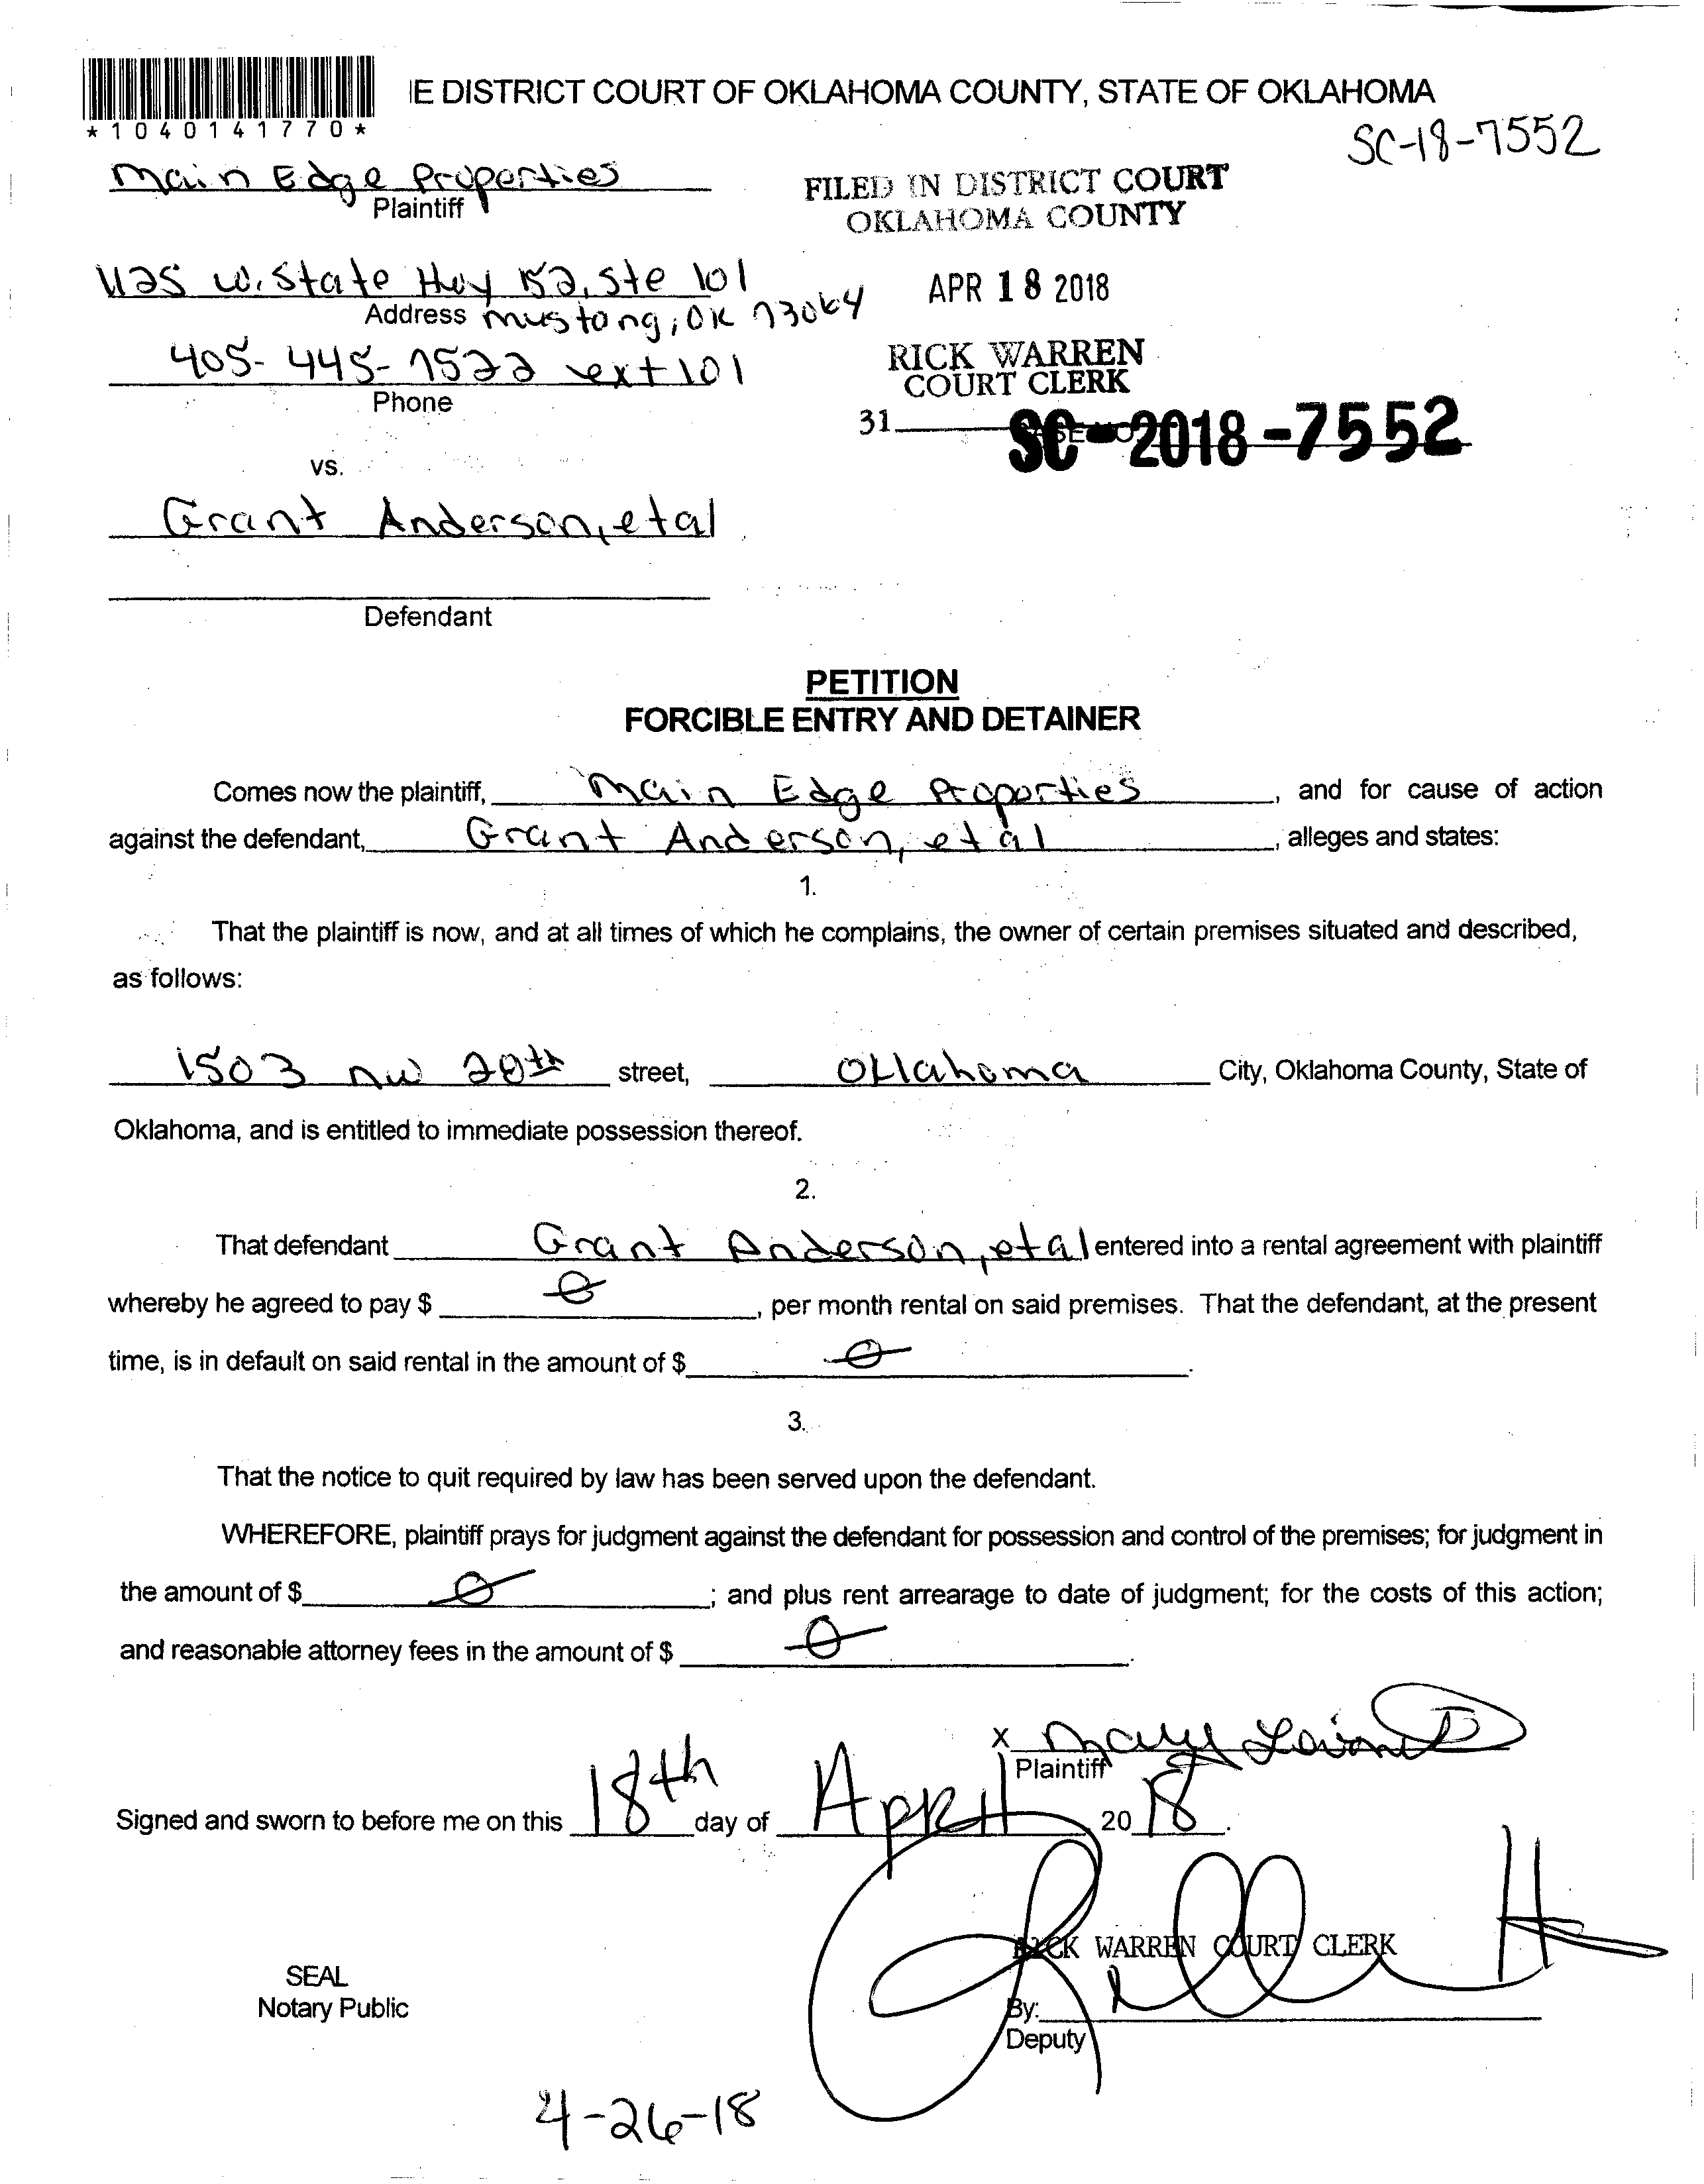 IE DISTRICT COURT OF OKLAHOMA COUNTY, STATE OF OKLAHOMA
*1040141770*
SC-18-7552
Main Edge Properties
Plaintiff
FILED IN DISTRICT COURT
OKLAHOMA COUNTY
1125 W. State Hwy 152, Ste 101
Address Mustang, OK 73064
APR 18 2018
405-445-7522 ext 101
Phone
RICK WARREN
COURT CLERK
31
SC-2018-7552
vs.
Grant Anderson, et al
Defendant
PETITION
FORCIBLE ENTRY AND DETAINER
Comes now the plaintiff, Main Edge Properties, and for cause of action
against the defendant, Grant Anderson, et al, alleges and states:
1.
That the plaintiff is now, and at all times of which he complains, the owner of certain premises situated and described,
as follows:
1503 NW 20th street, Oklahoma City, Oklahoma County, State of
Oklahoma, and is entitled to immediate possession thereof.
2.
That defendant Grant Anderson, et al entered into a rental agreement with plaintiff
whereby he agreed to pay $ 0, per month rental on said premises. That the defendant, at the present
time, is in default on said rental in the amount of $ 0.
3.
That the notice to quit required by law has been served upon the defendant.
WHEREFORE, plaintiff prays for judgment against the defendant for possession and control of the premises; for judgment in
the amount of $ 0; and plus rent arrearage to date of judgment; for the costs of this action;
and reasonable attorney fees in the amount of $ 0.
x Mary
Plaintiff
Signed and sworn to before me on this 18th day of April 2018.
RICK WARREN COURT CLERK
SEAL
Notary Public
By:
Deputy
4-26-18